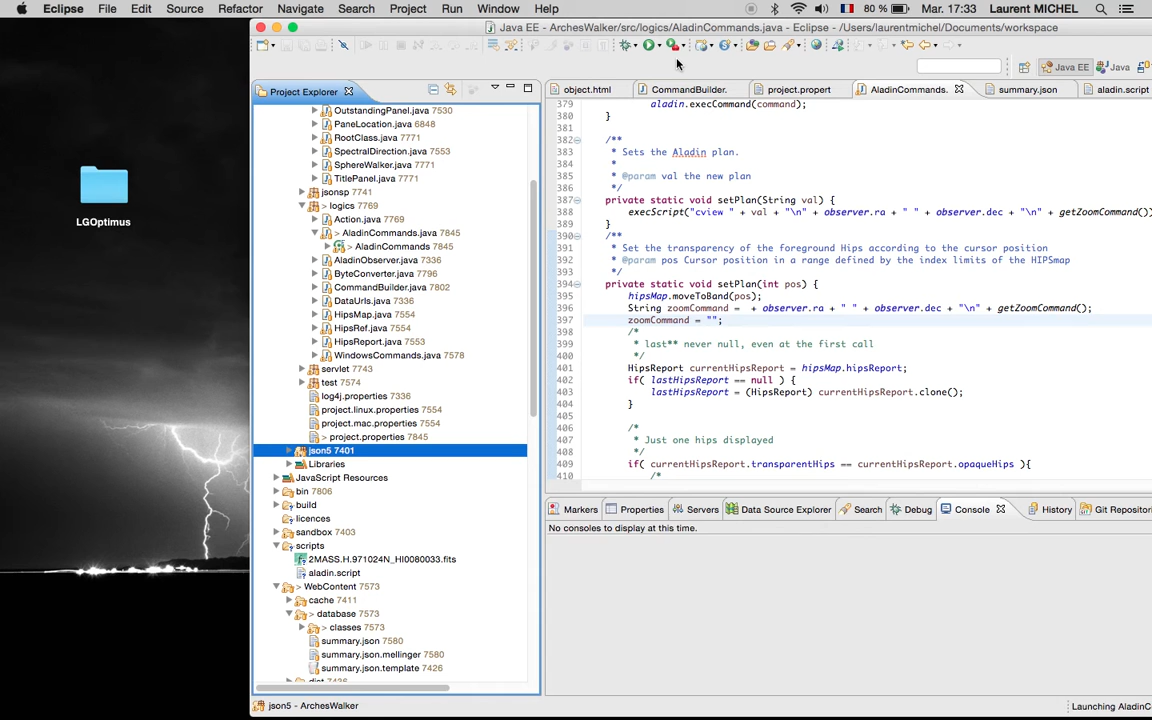 Eclipse File Edit Source Refactor Navigate Search Project Run Window Help 80 % Mar. 17:33 Laurent MICHEL
Java EE - ArchesWalker/src/logics/AladinCommands.java - Eclipse - /Users/laurentmichel/Documents/workspace
Java EE Java
LGOptimus
Project Explorer
OutstandingPanel.java 7530
PaneLocation.java 6848
RootClass.java 7771
SpectralDirection.java 7553
SphereWalker.java 7771
TitlePanel.java 7771
jsonsp 7741
> logics 7769
Action.java 7769
> AladinCommands.java 7845
> AladinCommands 7845
AladinObserver.java 7336
ByteConverter.java 7796
CommandBuilder.java 7802
DataUrls.java 7336
HipsMap.java 7554
HipsRef.java 7554
HipsReport.java 7553
WindowsCommands.java 7578
servlet 7743
test 7574
log4j.properties 7336
project.linux.properties 7554
project.mac.properties 7554
> project.properties 7845
json5 7401
Libraries
JavaScript Resources
bin 7806
build
licences
sandbox 7403
scripts
2MASS.H.971024N_HI0080033.fits
aladin.script
> WebContent 7573
cache 7411
> database 7573
> classes 7573
summary.json 7580
summary.json.mellinger 7580
summary.json.template 7426
object.html CommandBuilder. project.propert AladinCommands. summary.json aladin.script
379 aladin.execCommand(command);
380 }
381
382 /**
383 * Sets the Aladin plan.
384 *
385 * @param val the new plan
386 */
387 private static void setPlan(String val) {
388 execScript("cview " + val + "\n" + observer.ra + " " + observer.dec + "\n" + getZoomCommand())
389 }
390 /**
391 * Set the transparency of the foreground Hips according to the cursor position
392 * @param pos Cursor position in a range defined by the index limits of the HIPSmap
393 */
394 private static void setPlan(int pos) {
395 hipsMap.moveToBand(pos);
396 String zoomCommand = + observer.ra + " " + observer.dec + "\n" + getZoomCommand();
397 zoomCommand = "";
398 /*
399 * last** never null, even at the first call
400 */
401 HipsReport currentHipsReport = hipsMap.hipsReport;
402 if( lastHipsReport == null ) {
403 lastHipsReport = (HipsReport) currentHipsReport.clone();
404 }
405
406 /*
407 * Just one hips displayed
408 */
409 if( currentHipsReport.transparentHips == currentHipsReport.opaqueHips ){
410 /*
Markers Properties Servers Data Source Explorer Search Debug Console History Git Repositori
No consoles to display at this time.
json5 - ArchesWalker Launching AladinC